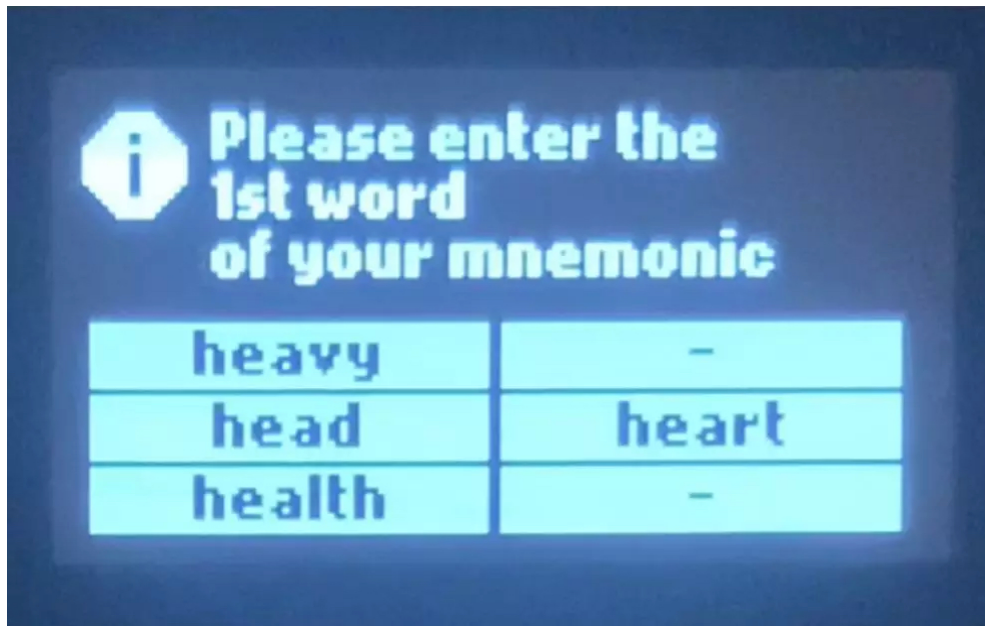 i Please enter the
1st word
of your mnemonic
heavy -
head heart
health -